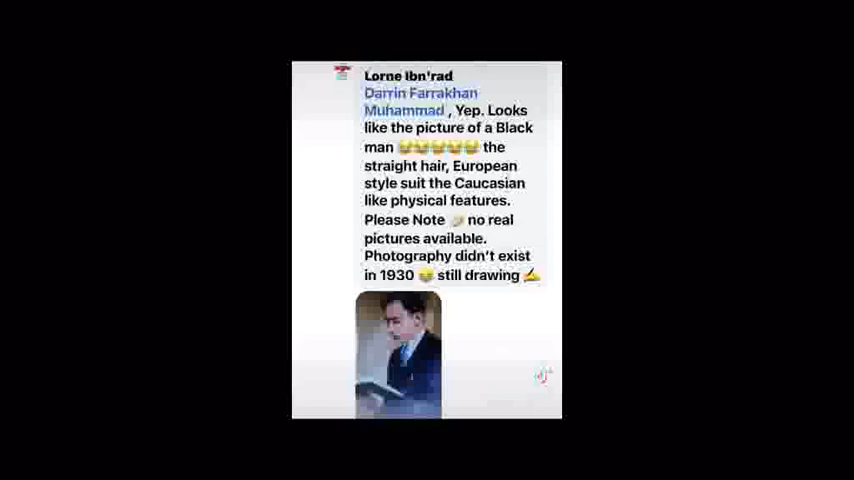 Lorne Ibn'rad
Darrin Farrakhan
Muhammad , Yep. Looks
like the picture of a Black
man 😂😂😂😂😂 the
straight hair, European
style suit the Caucasian
like physical features.
Please Note 📝 no real
pictures available.
Photography didn't exist
in 1930 😂 still drawing ✍️